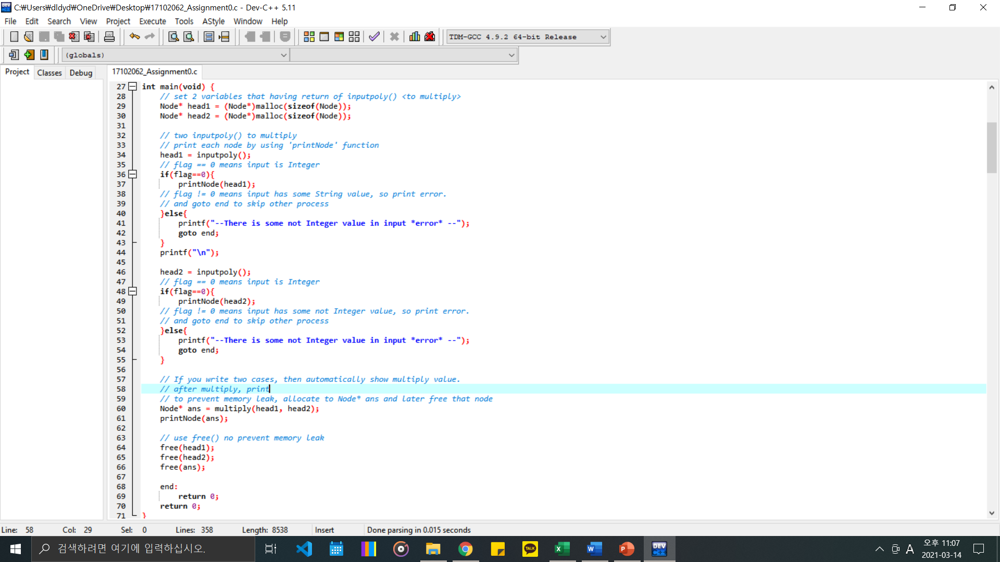 C:₩Users₩dldyd₩OneDrive₩Desktop₩17102062_Assignment0.c - Dev-C++ 5.11
File Edit Search View Project Execute Tools AStyle Window Help
TDM-GCC 4.9.2 64-bit Release
(globals)
Project Classes Debug 17102062_Assignment0.c
27 int main(void) {
28 // set 2 variables that having return of inputpoly() <to multiply>
29 Node* head1 = (Node*)malloc(sizeof(Node));
30 Node* head2 = (Node*)malloc(sizeof(Node));
31
32 // two inputpoly() to multiply
33 // print each node by using 'printNode' function
34 head1 = inputpoly();
35 // flag == 0 means input is Integer
36 if(flag==0){
37 printNode(head1);
38 // flag != 0 means input has some String value, so print error.
39 // and goto end to skip other process
40 }else{
41 printf("--There is some not Integer value in input *error* --");
42 goto end;
43 }
44 printf("\n");
45
46 head2 = inputpoly();
47 // flag == 0 means input is Integer
48 if(flag==0){
49 printNode(head2);
50 // flag != 0 means input has some not Integer value, so print error.
51 // and goto end to skip other process
52 }else{
53 printf("--There is some not Integer value in input *error* --");
54 goto end;
55 }
56
57 // If you write two cases, then automatically show multiply value.
58 // after multiply, print
59 // to prevent memory leak, allocate to Node* ans and later free that node
60 Node* ans = multiply(head1, head2);
61 printNode(ans);
62
63 // use free() no prevent memory leak
64 free(head1);
65 free(head2);
66 free(ans);
67
68 end:
69 return 0;
70 return 0;
71 }
Line: 58 Col: 29 Sel: 0 Lines: 358 Length: 8538 Insert Done parsing in 0.015 seconds
검색하려면 여기에 입력하십시오.
TALK
DEV C++
A
오후 11:07
2021-03-14